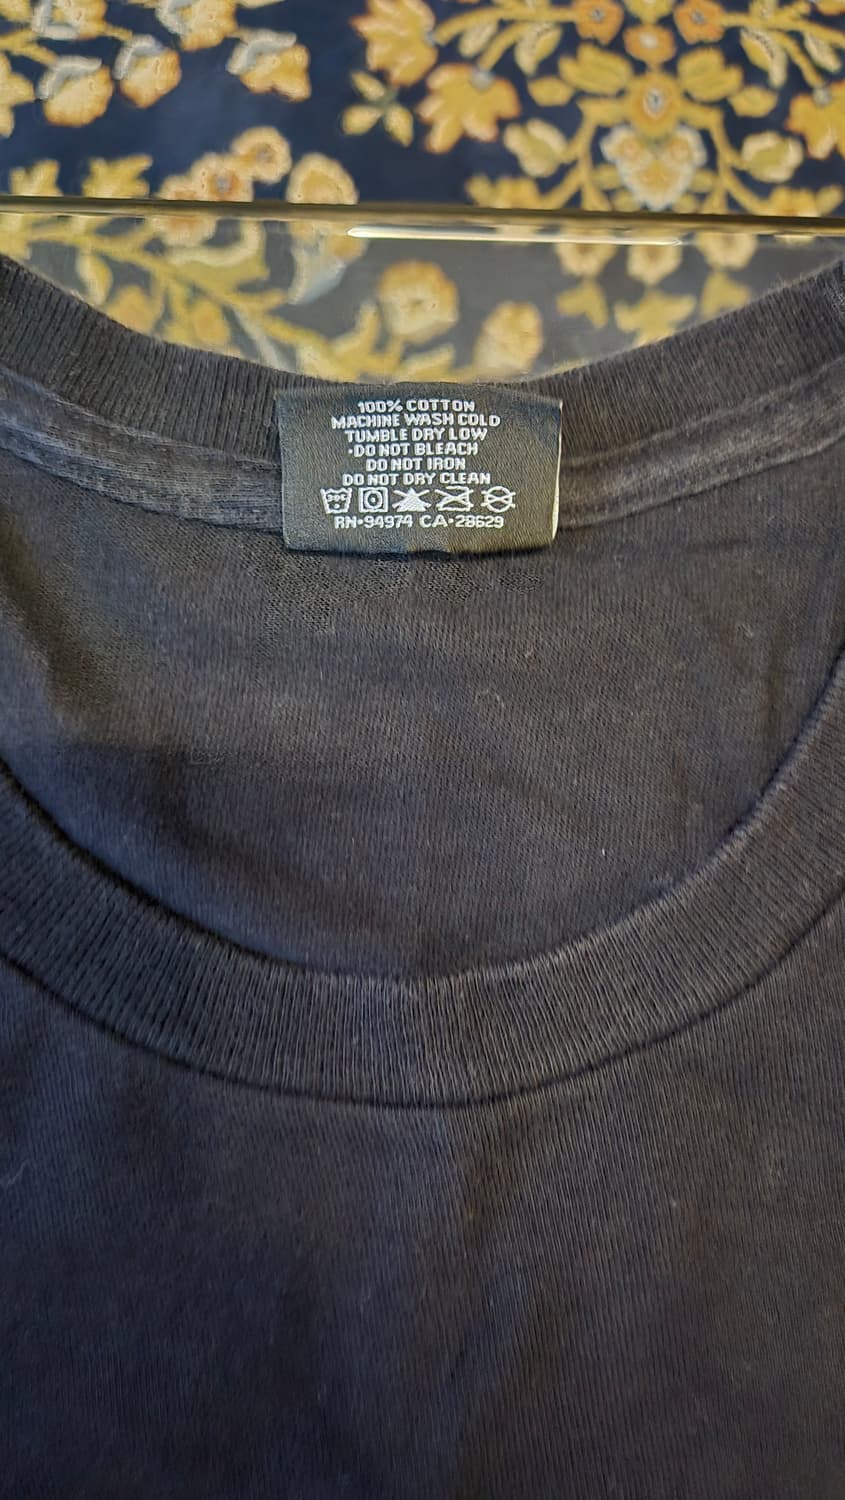 100% COTTON
MACHINE WASH COLD
TUMBLE DRY LOW
·DO NOT BLEACH
DO NOT IRON
DO NOT DRY CLEAN
RN·94974 CA·28629